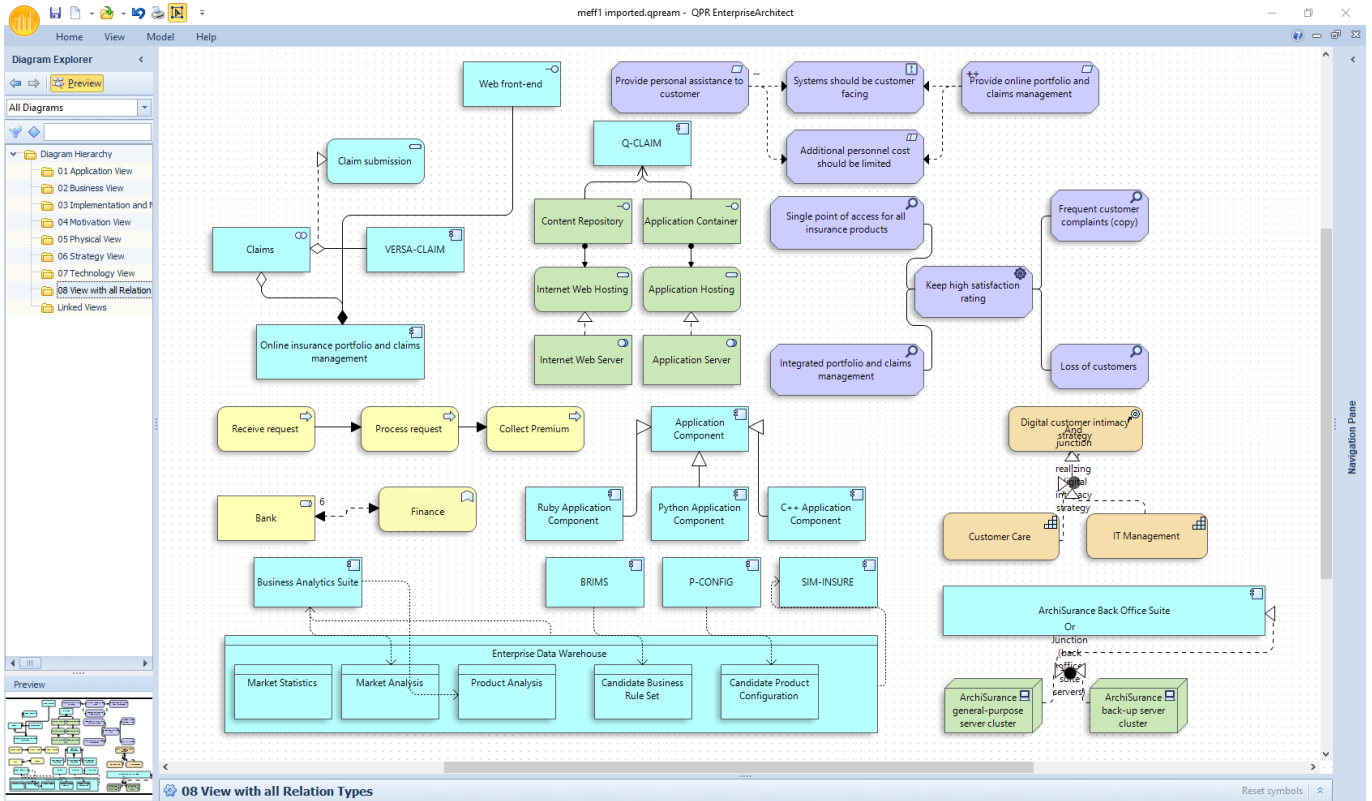 meff1 imported.qpream - QPR EnterpriseArchitect
Home View Model Help
Diagram Explorer
Preview
All Diagrams
Diagram Hierarchy
01 Application View
02 Business View
03 Implementation and M
04 Motivation View
05 Physical View
06 Strategy View
07 Technology View
08 View with all Relation
Linked Views
Preview
Web front-end
Provide personal assistance to
customer
--
Systems should be customer
facing
++
Provide online portfolio and
claims management
Additional personnel cost
should be limited
Claim submission
Q-CLAIM
Claims
VERSA-CLAIM
Content Repository
Application Container
Internet Web Hosting
Application Hosting
Internet Web Server
Application Server
Online insurance portfolio and claims
management
Single point of access for all
insurance products
Frequent customer
complaints (copy)
Keep high satisfaction
rating
Integrated portfolio and claims
management
Loss of customers
Receive request
Process request
Collect Premium
Application
Component
Digital customer intimacy
strategy
And
junction
realizing
digital
intimacy
strategy
Bank
6
Finance
Ruby Application
Component
Python Application
Component
C++ Application
Component
Customer Care
IT Management
Business Analytics Suite
BRIMS
P-CONFIG
SIM-INSURE
ArchiSurance Back Office Suite
Or
Junction
(back
office
suite
servers)
Enterprise Data Warehouse
Market Statistics
Market Analysis
Product Analysis
Candidate Business
Rule Set
Candidate Product
Configuration
ArchiSurance
general-purpose
server cluster
ArchiSurance
back-up server
cluster
Navigation Pane
08 View with all Relation Types
Reset symbols